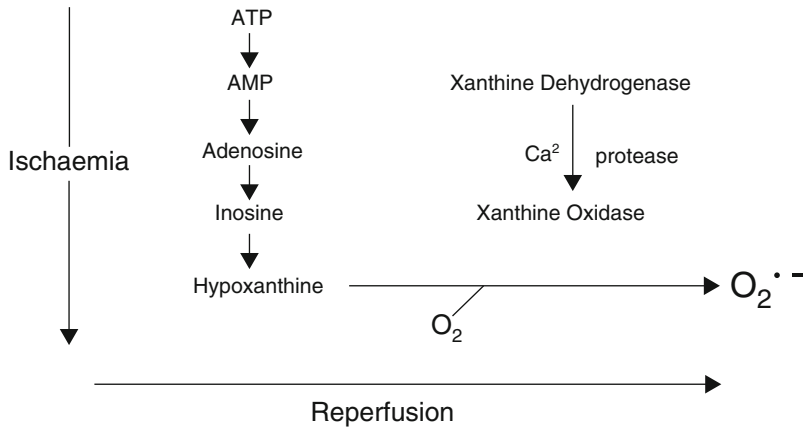 ATP
AMP
Xanthine Dehydrogenase
Ischaemia
Adenosine
Ca² protease
Inosine
Xanthine Oxidase
Hypoxanthine
O₂
O₂˙⁻
Reperfusion